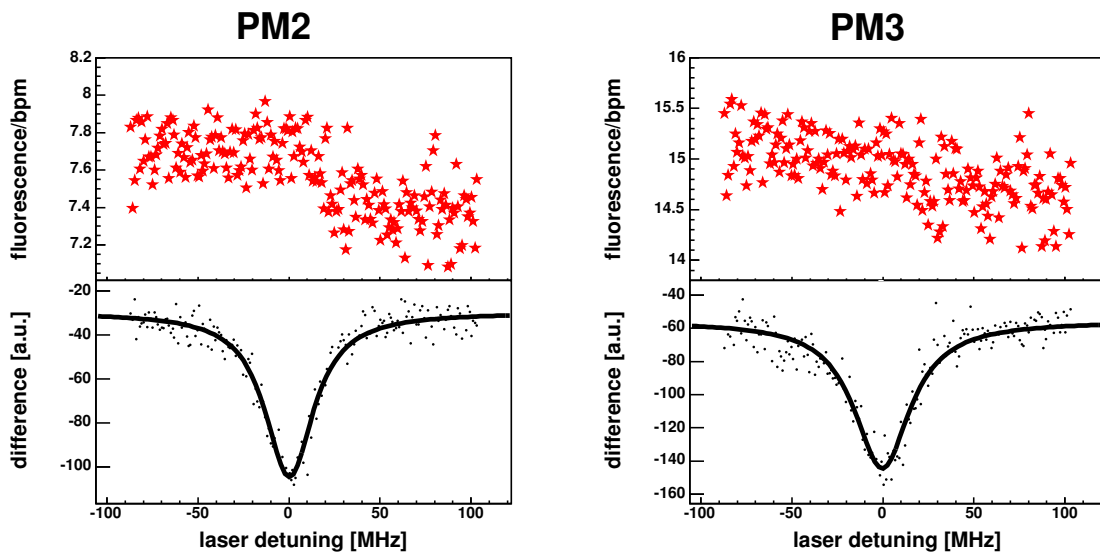 PM2
PM3
fluorescence/bpm
8.2
8
7.8
7.6
7.4
7.2
fluorescence/bpm
16
15.5
15
14.5
14
difference [a.u.]
-20
-40
-60
-80
-100
-100 -50 0 50 100
laser detuning [MHz]
difference [a.u.]
-40
-60
-80
-100
-120
-140
-160
-100 -50 0 50 100
laser detuning [MHz]